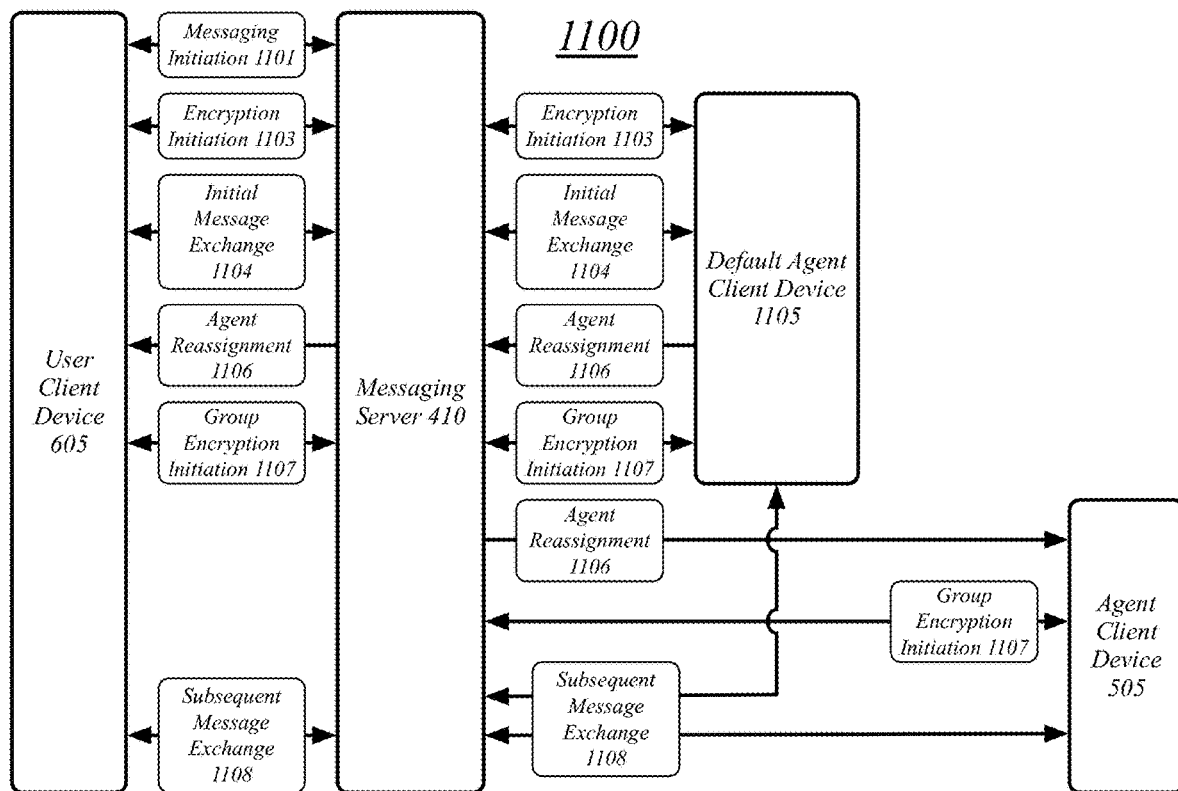 1100
Messaging
Initiation 1101
Encryption
Initiation 1103
Encryption
Initiation 1103
Initial
Message
Exchange
1104
Initial
Message
Exchange
1104
Default Agent
Client Device
1105
Agent
Reassignment
1106
Agent
Reassignment
1106
User
Client
Device
605
Messaging
Server 410
Group
Encryption
Initiation 1107
Group
Encryption
Initiation 1107
Agent
Reassignment
1106
Group
Encryption
Initiation 1107
Agent
Client
Device
505
Subsequent
Message
Exchange
1108
Subsequent
Message
Exchange
1108